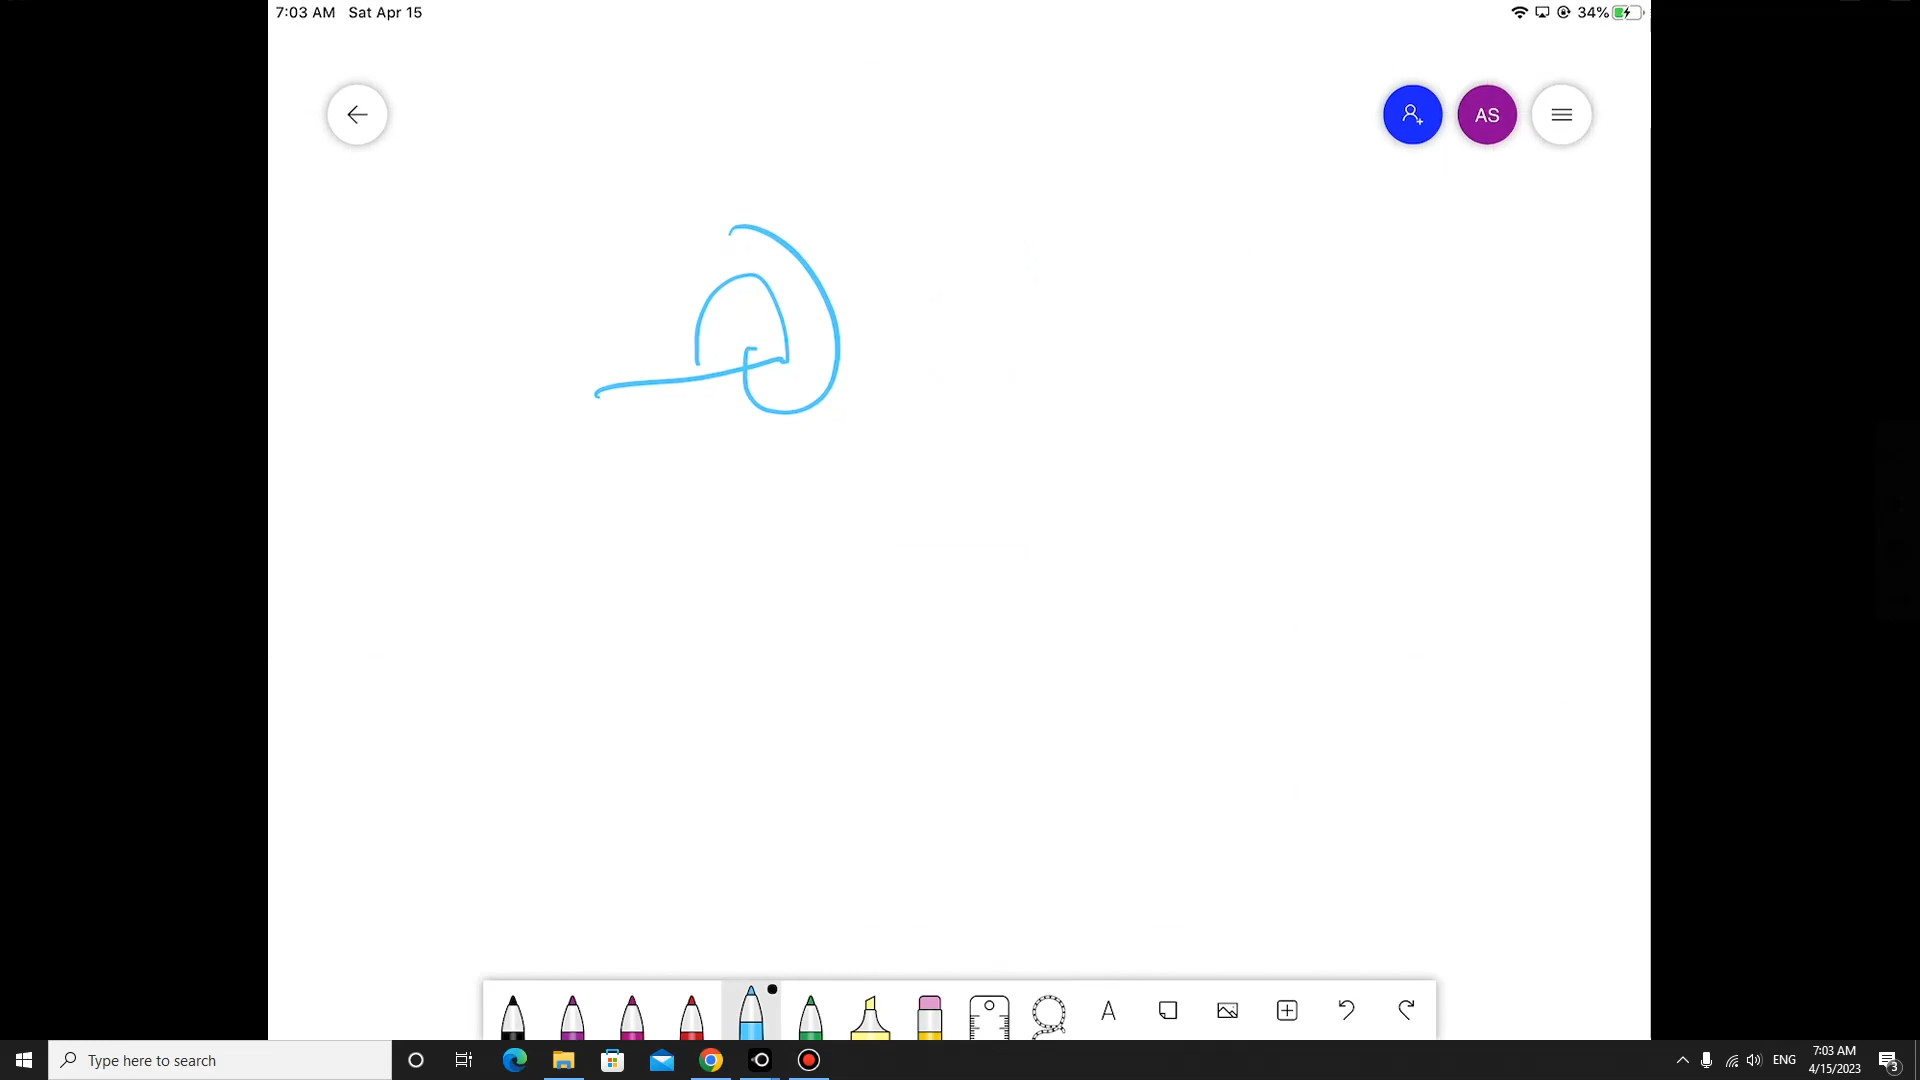 7:03 AM Sat Apr 15
34%
AS
A
Type here to search
ENG
7:03 AM
4/15/2023
3